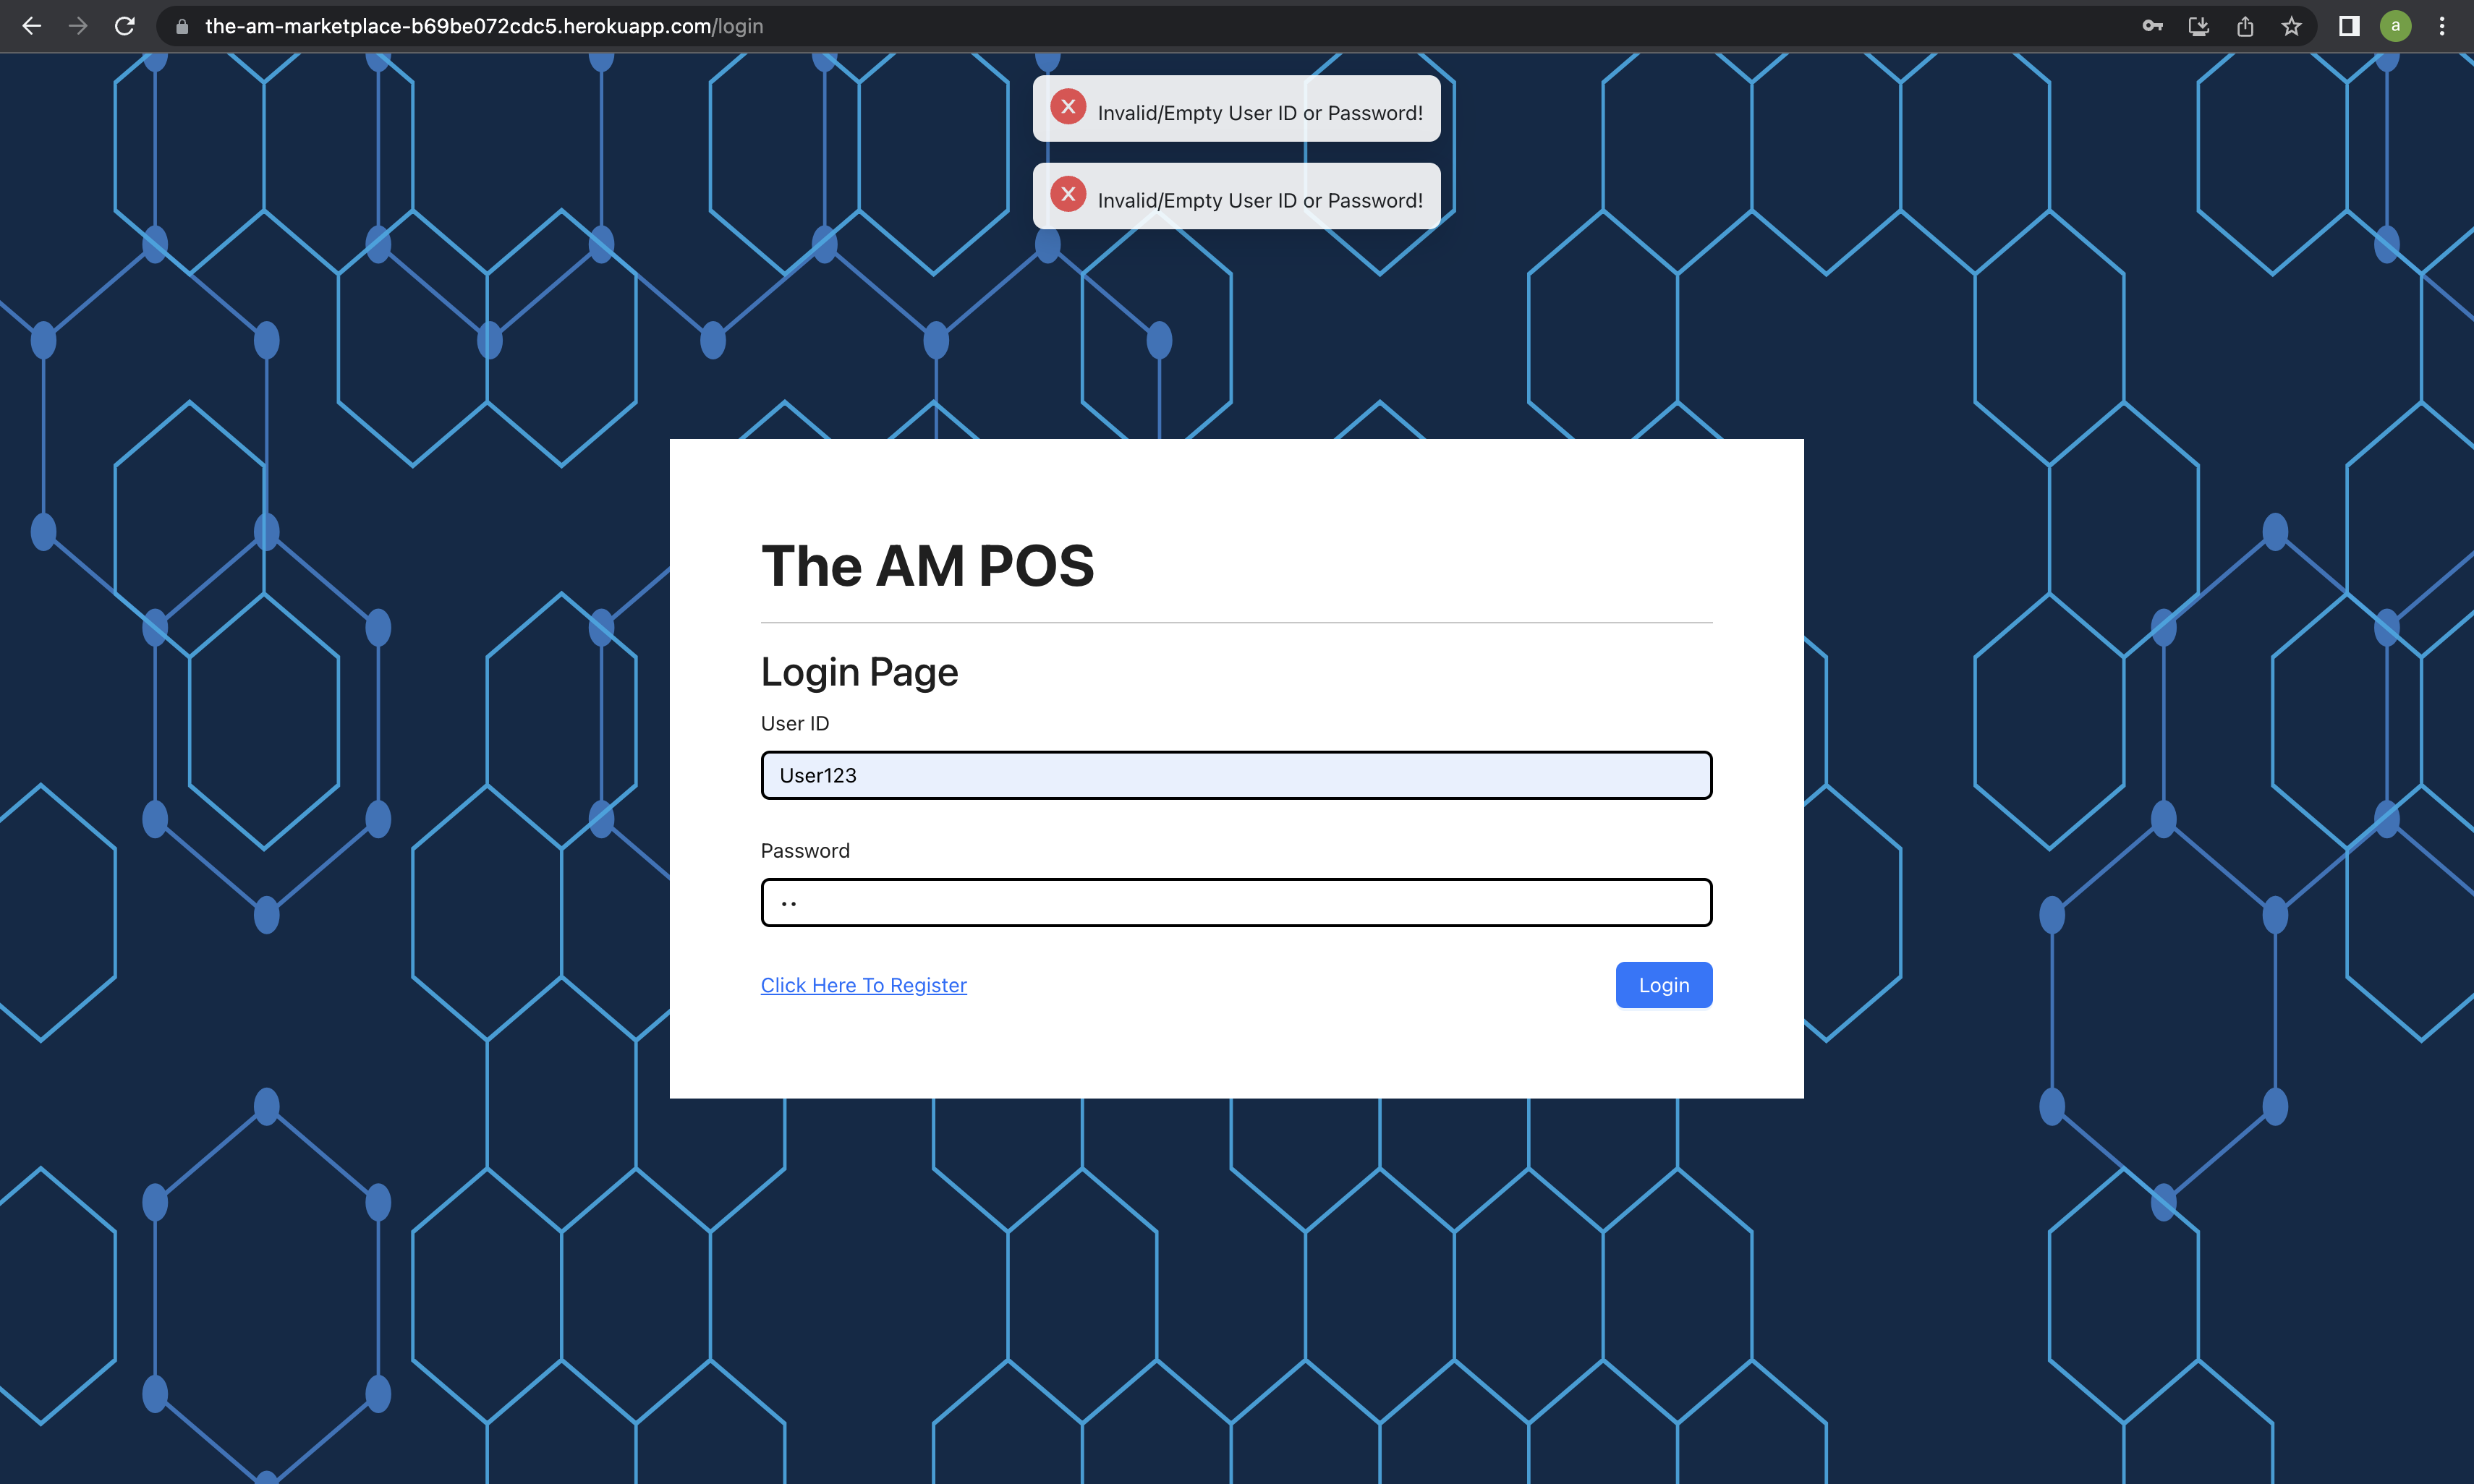 the-am-marketplace-b69be072cdc5.herokuapp.com/login
a
Invalid/Empty User ID or Password!
Invalid/Empty User ID or Password!
The AM POS
Login Page
User ID
User123
Password
••
Click Here To Register
Login